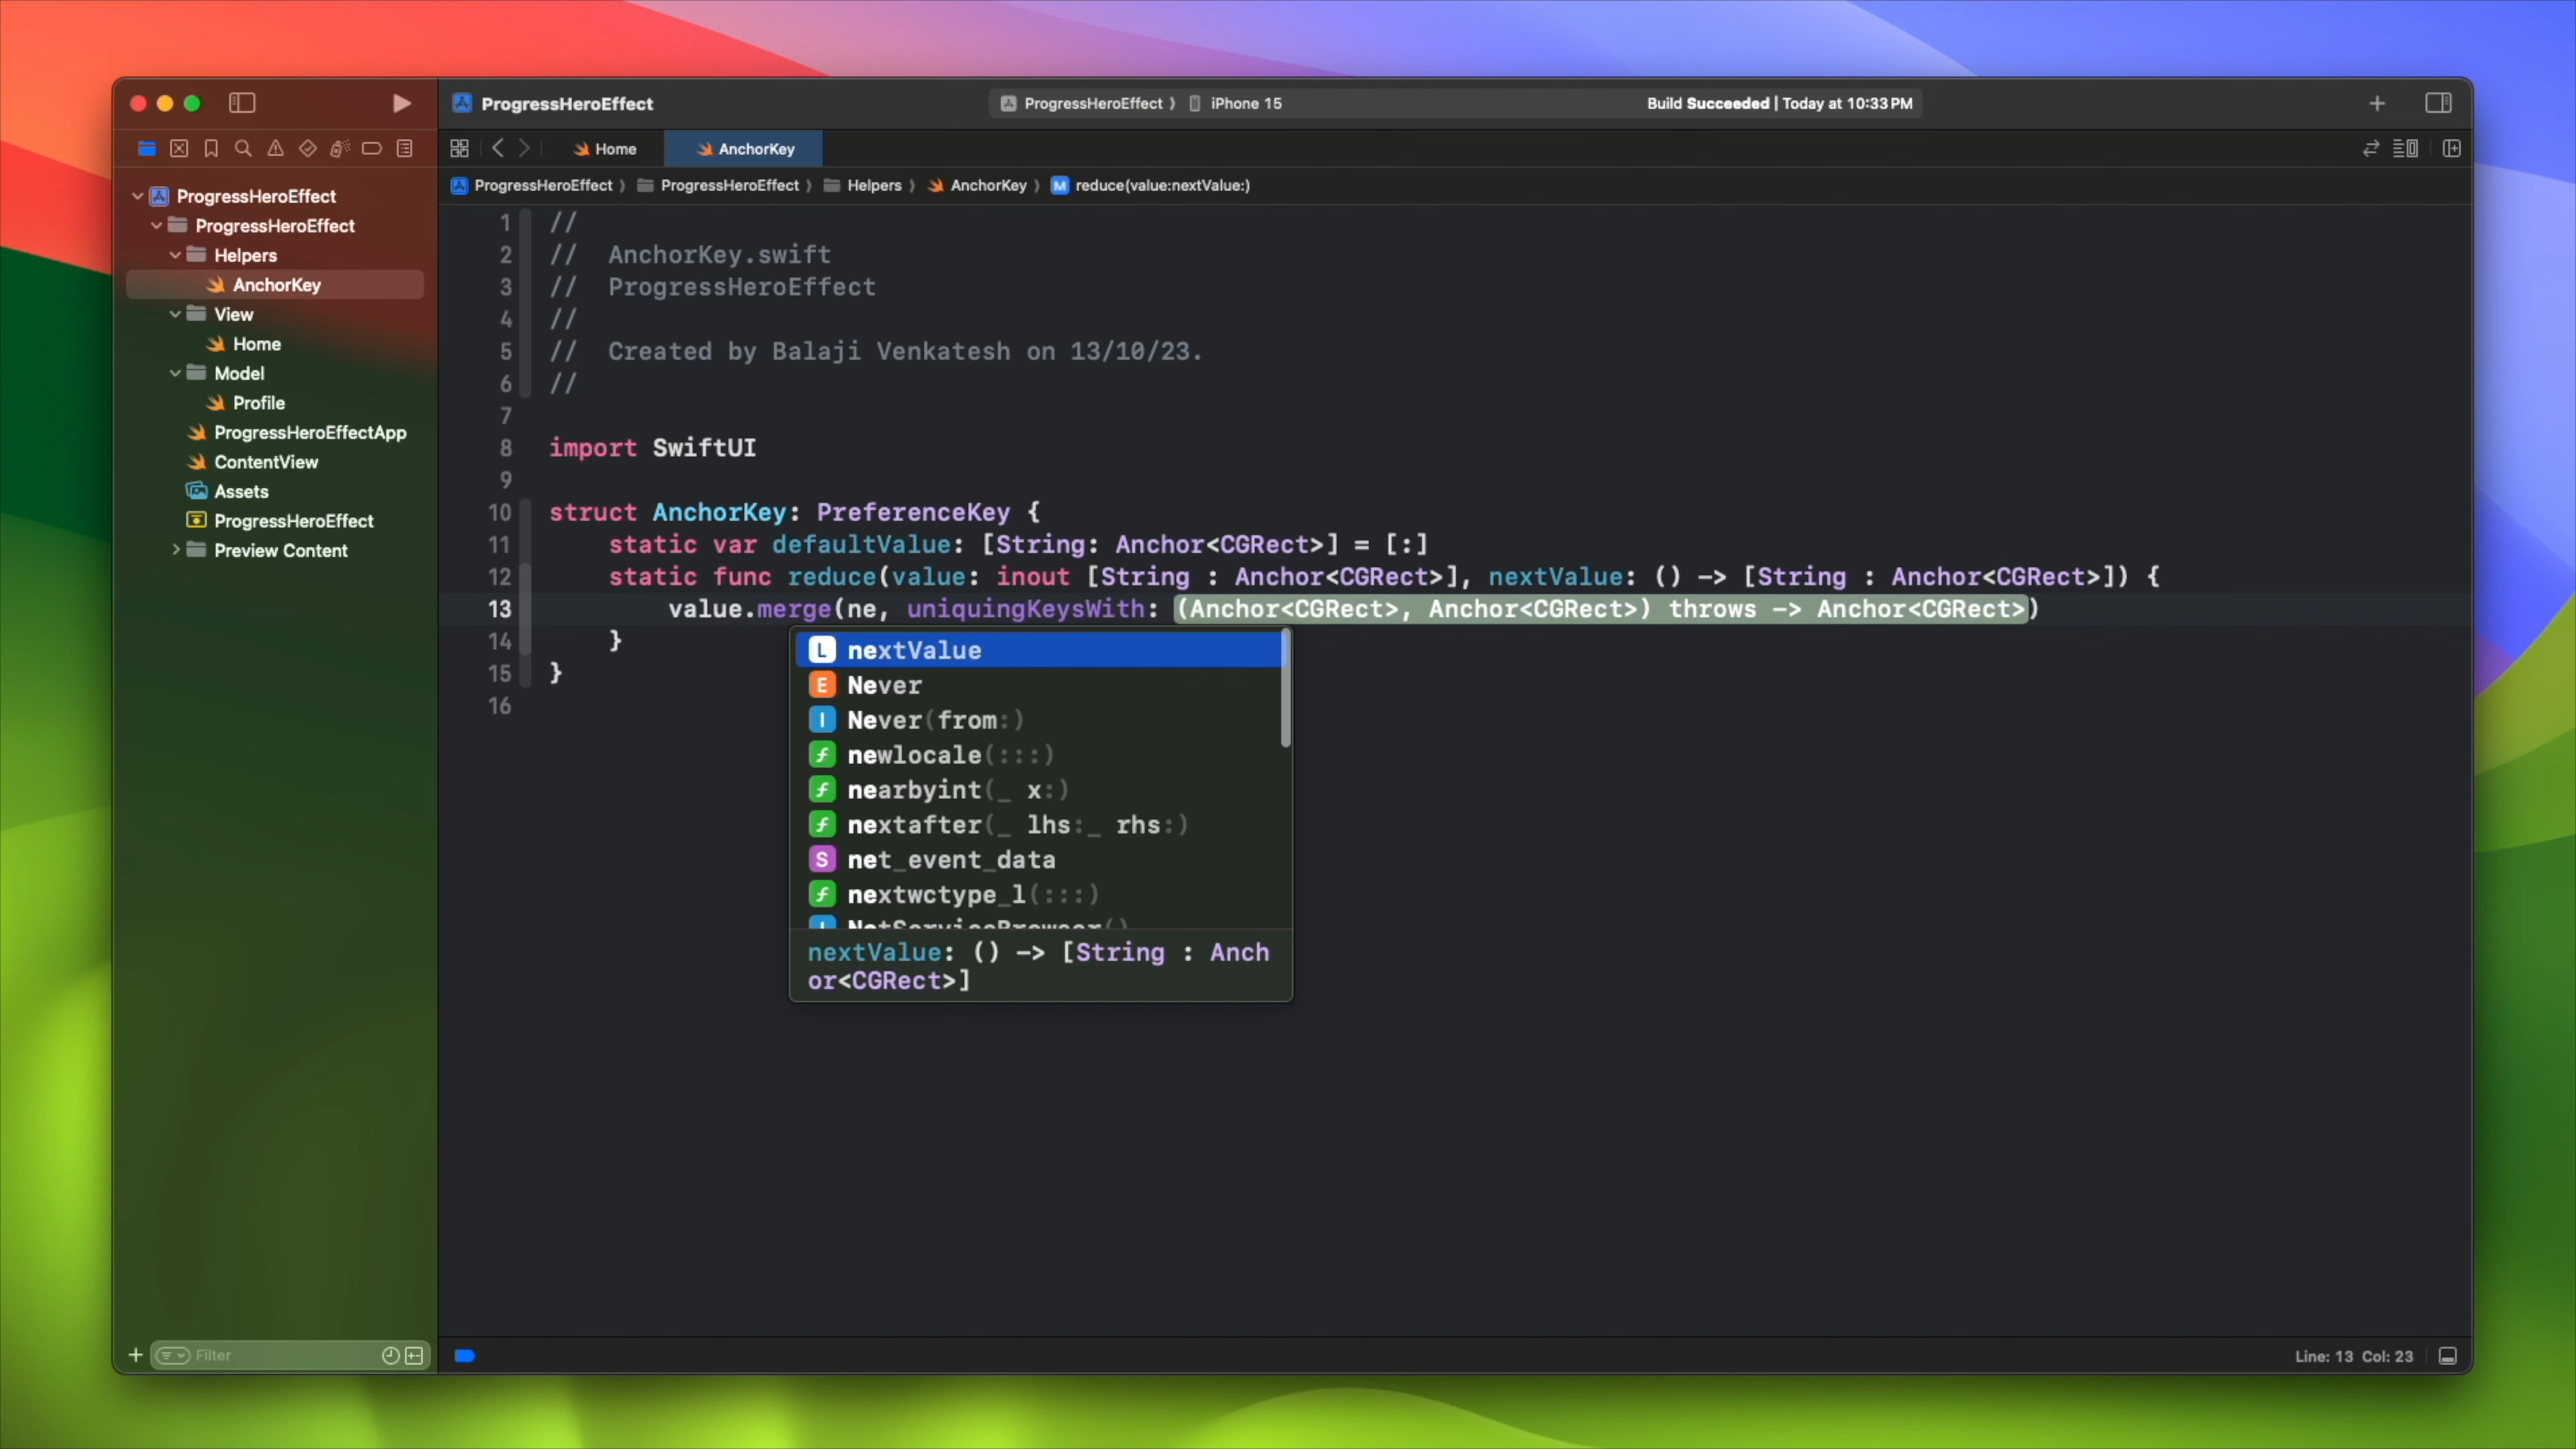 ProgressHeroEffect
ProgressHeroEffect
iPhone 15
Build Succeeded | Today at 10:33 PM
Home
AnchorKey
ProgressHeroEffect
ProgressHeroEffect
Helpers
AnchorKey
M
reduce(value:nextValue:)
ProgressHeroEffect
ProgressHeroEffect
Helpers
AnchorKey
View
Home
Model
Profile
ProgressHeroEffectApp
ContentView
Assets
ProgressHeroEffect
Preview Content
Filter
1 //
2 //  AnchorKey.swift
3 //  ProgressHeroEffect
4 //
5 //  Created by Balaji Venkatesh on 13/10/23.
6 //
7
8 import SwiftUI
9
10 struct AnchorKey: PreferenceKey {
11     static var defaultValue: [String: Anchor<CGRect>] = [:]
12     static func reduce(value: inout [String : Anchor<CGRect>], nextValue: () -> [String : Anchor<CGRect>]) {
13         value.merge(ne, uniquingKeysWith: (Anchor<CGRect>, Anchor<CGRect>) throws -> Anchor<CGRect>)
14     }
15 }
16
L nextValue
E Never
I Never(from:)
f newlocale(:::)
f nearbyint(_ x:)
f nextafter(_ lhs:_ rhs:)
S net_event_data
f nextwctype_l(:::)
I NetServiceBrowser()
nextValue: () -> [String : Anch
or<CGRect>]
Line: 13  Col: 23